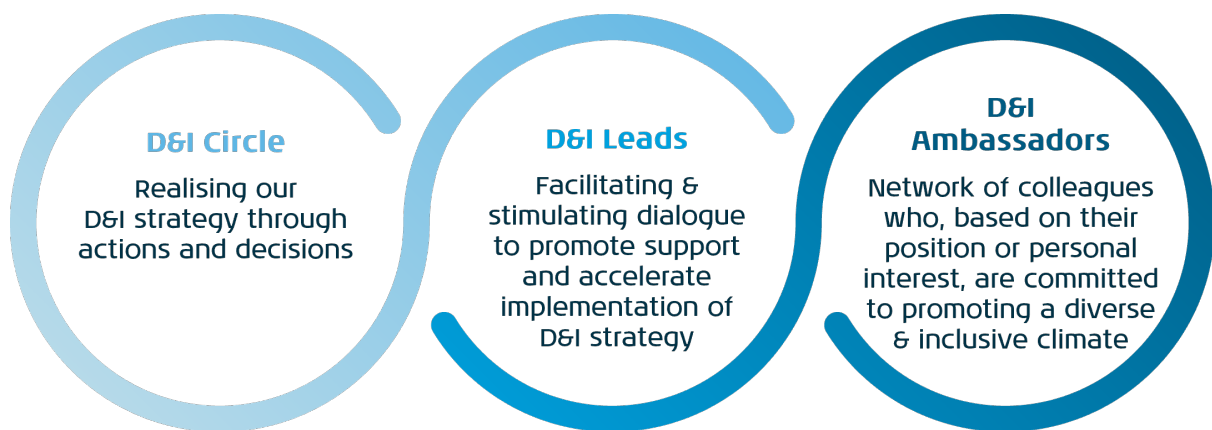 D&I Circle
Realising our
D&I strategy through
actions and decisions
D&I Leads
Facilitating &
stimulating dialogue
to promote support
and accelerate
implementation of
D&I strategy
D&I
Ambassadors
Network of colleagues
who, based on their
position or personal
interest, are committed
to promoting a diverse
& inclusive climate